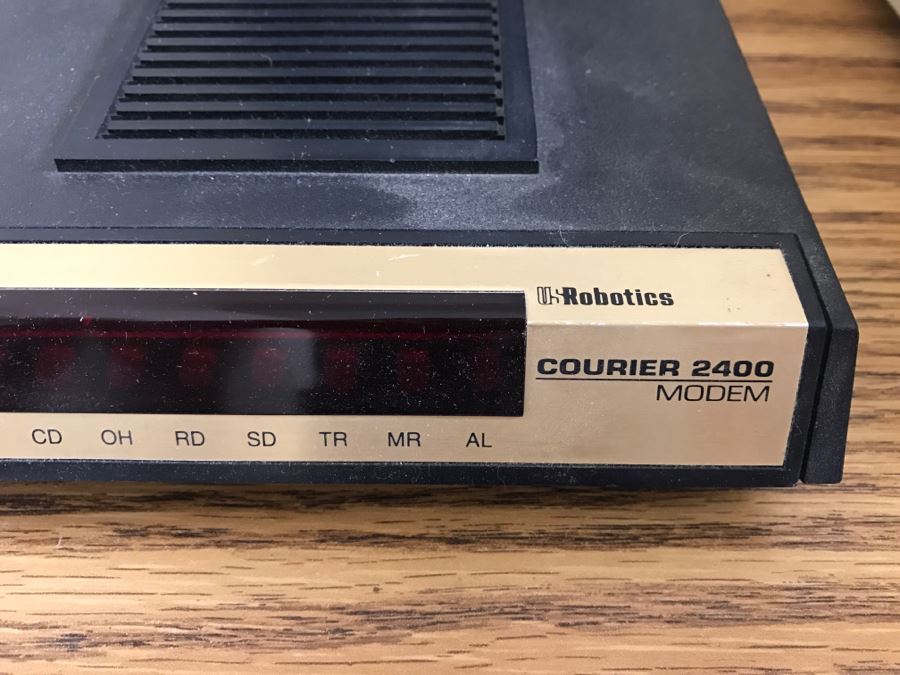 USRobotics
COURIER 2400
MODEM
CD OH RD SD TR MR AL